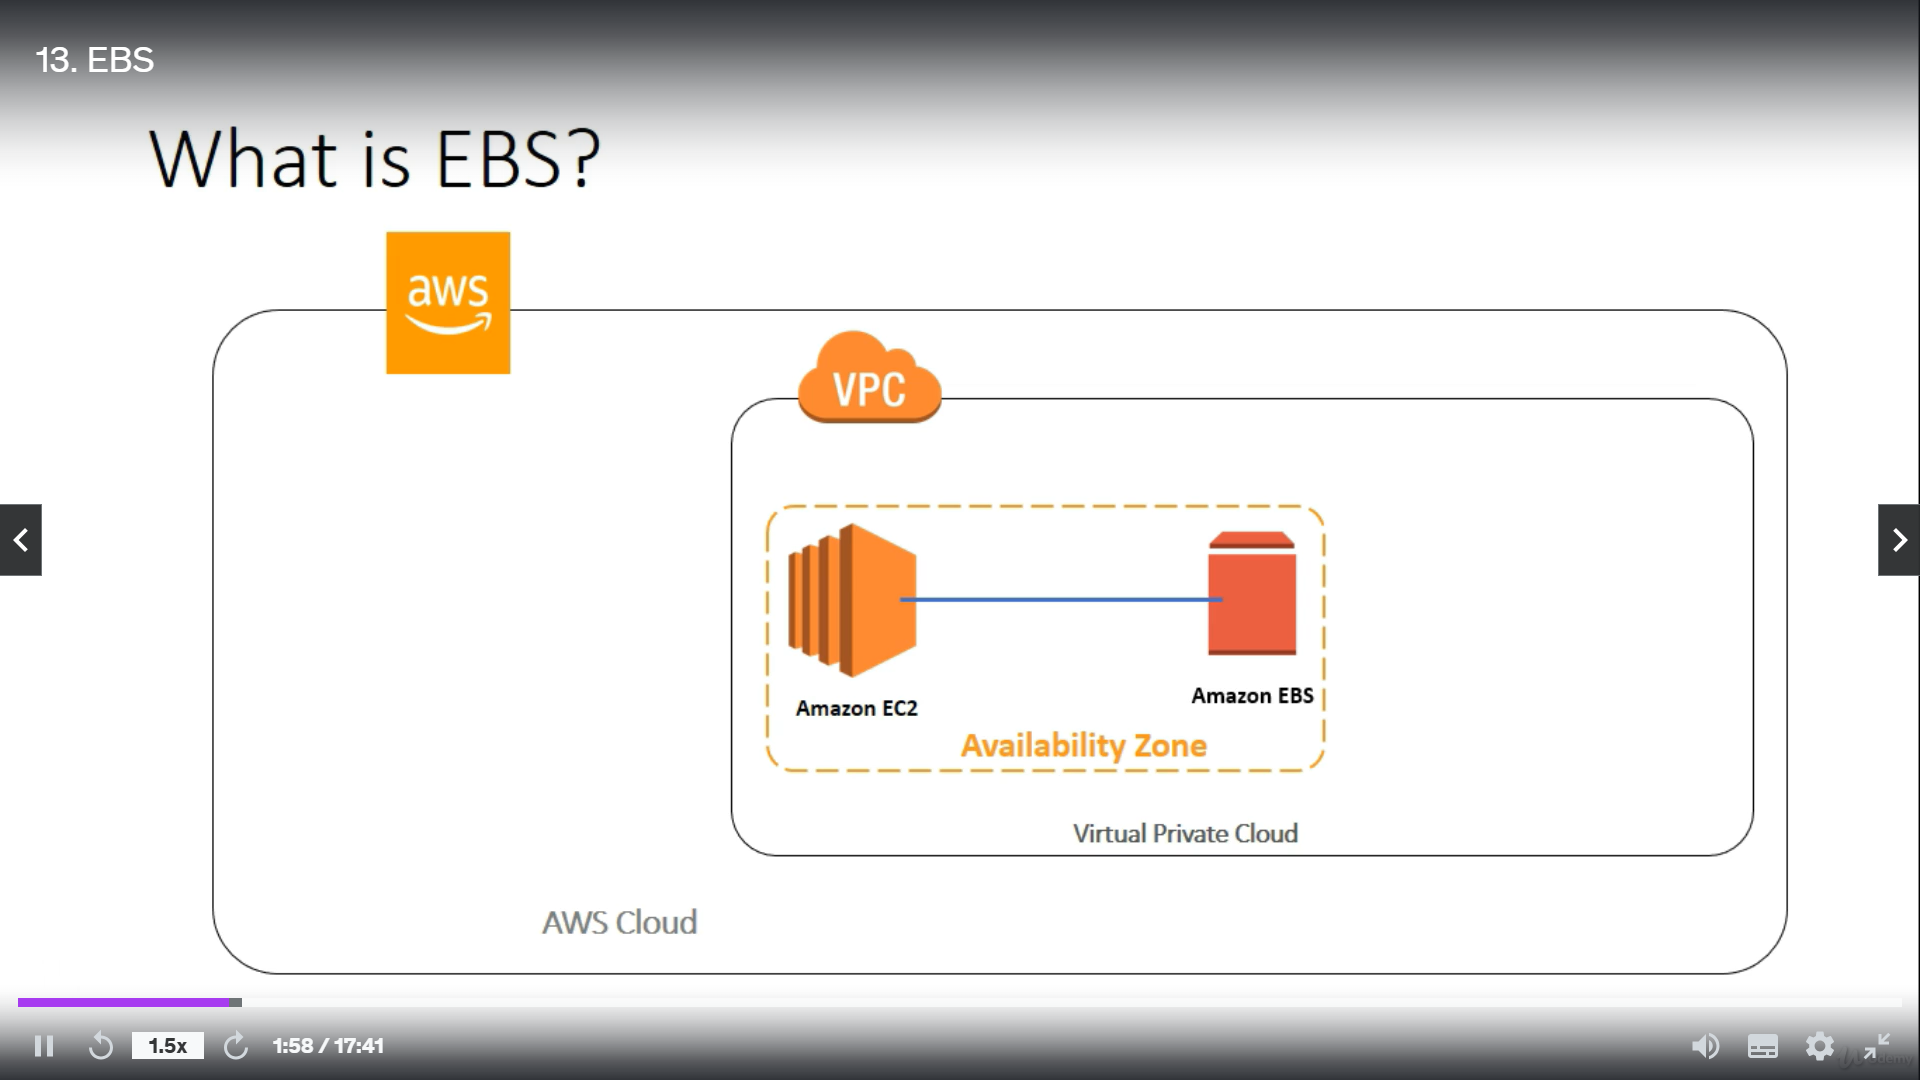 13. EBS
What is EBS?
aws
VPC
Amazon EC2
Amazon EBS
Availability Zone
Virtual Private Cloud
AWS Cloud
1.5x
1:58 / 17:41